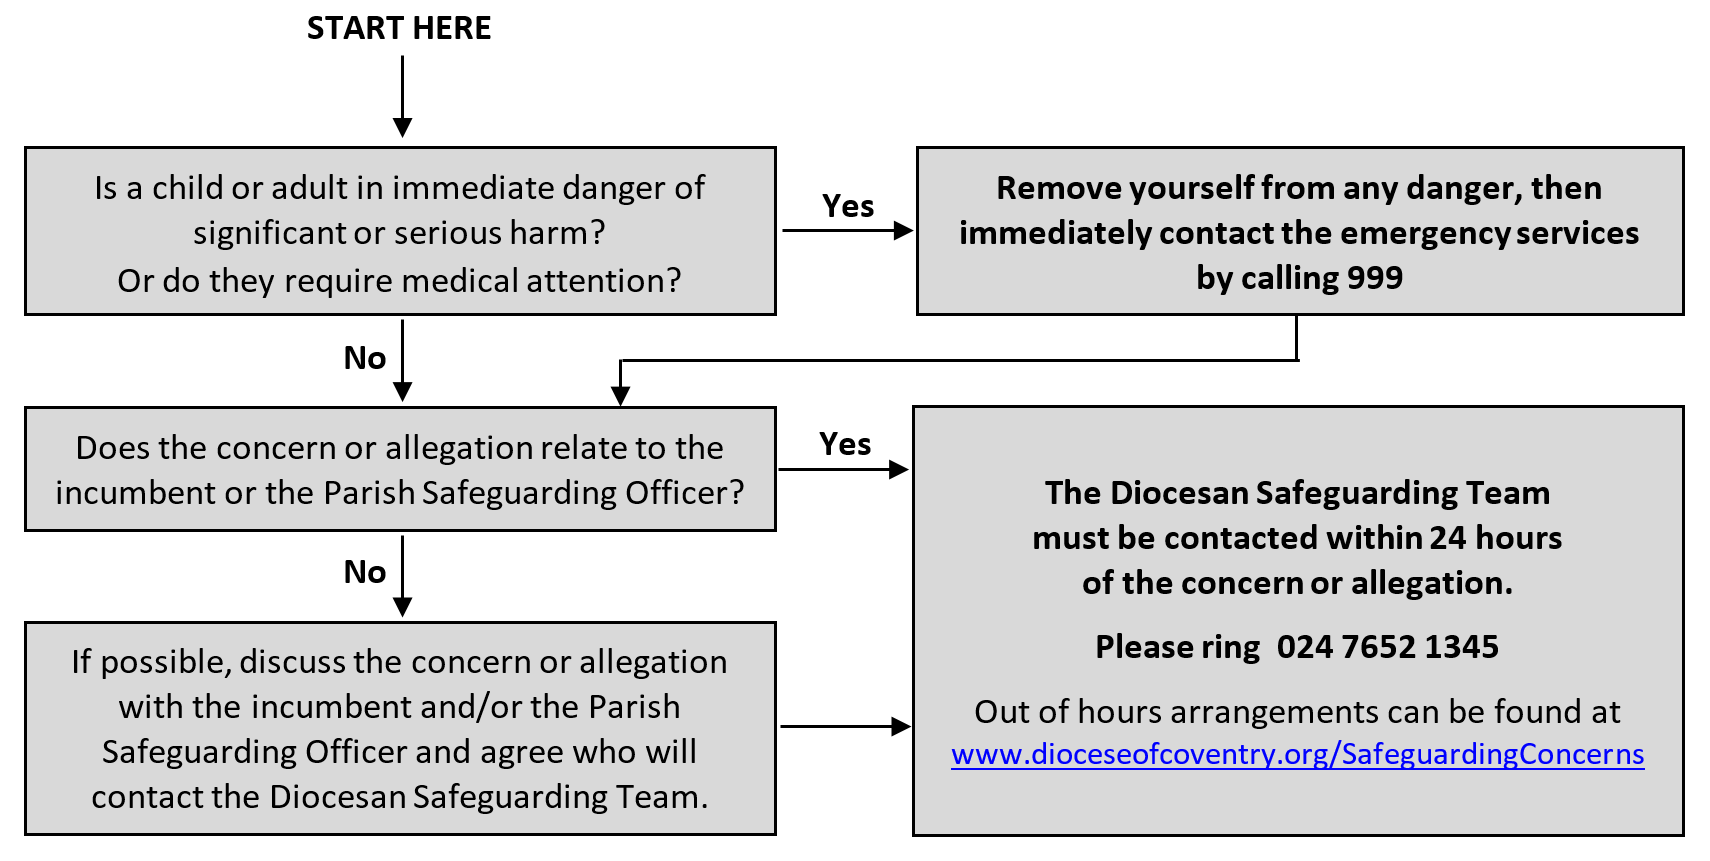 START HERE
Is a child or adult in immediate danger of
significant or serious harm?
Or do they require medical attention?
Yes
Remove yourself from any danger, then
immediately contact the emergency services
by calling 999
No
Does the concern or allegation relate to the
incumbent or the Parish Safeguarding Officer?
Yes
The Diocesan Safeguarding Team
must be contacted within 24 hours
of the concern or allegation.
Please ring 024 7652 1345
Out of hours arrangements can be found at
www.dioceseofcoventry.org/SafeguardingConcerns
No
If possible, discuss the concern or allegation
with the incumbent and/or the Parish
Safeguarding Officer and agree who will
contact the Diocesan Safeguarding Team.